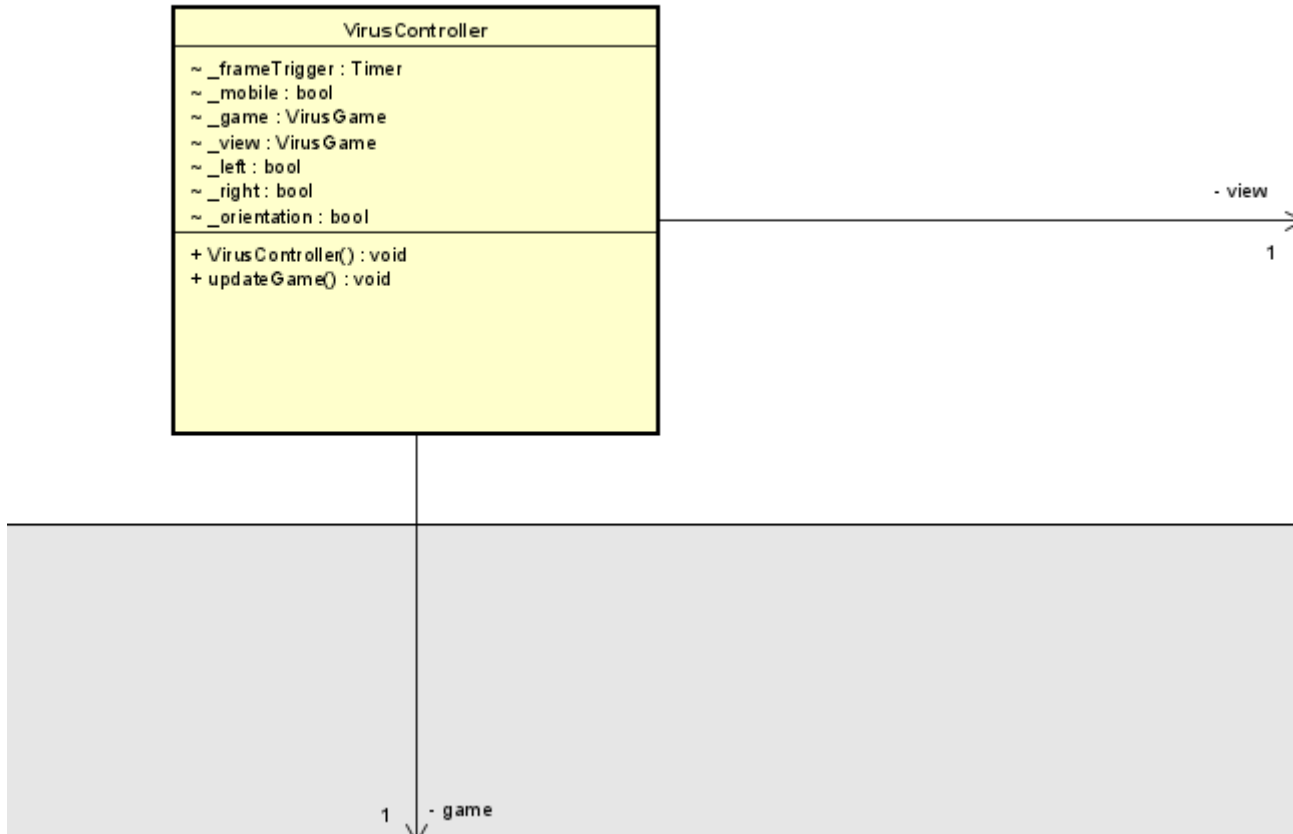 VirusController
~ _frameTrigger : Timer
~ _mobile : bool
~ _game : VirusGame
~ _view : VirusGame
~ _left : bool
~ _right : bool
~ _orientation : bool
+ VirusController() : void
+ updateGame() : void
- view
1
1
- game